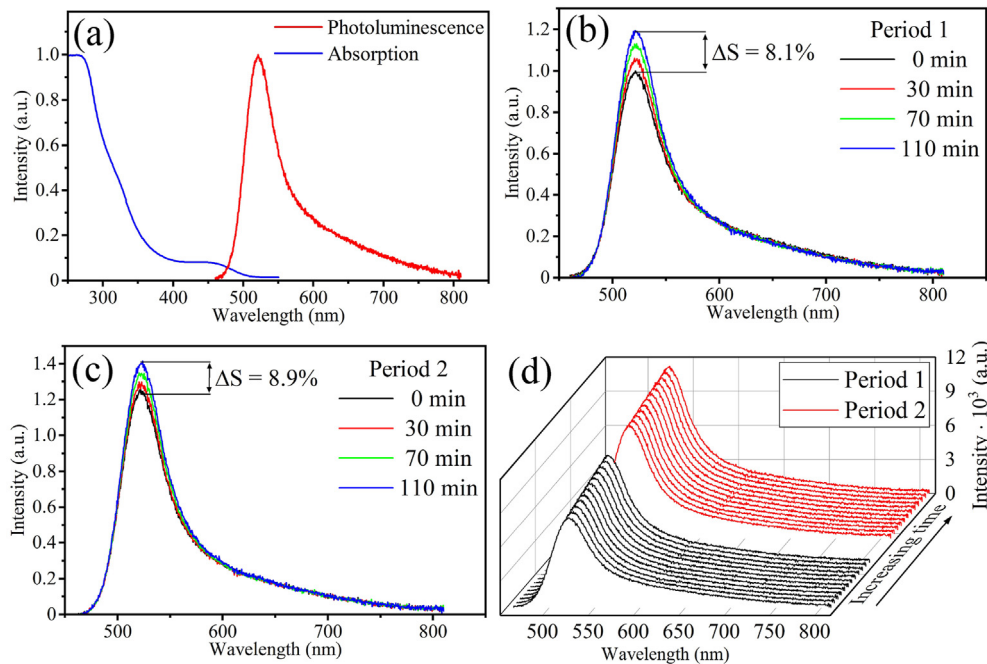 (a)
Photoluminescence
Absorption
1.0
0.8
0.6
0.4
0.2
0
300
400
500
600
700
800
Intensity (a.u.)
Wavelength (nm)
(b)
Period 1
ΔS = 8.1%
0 min
30 min
70 min
110 min
1.2
1.0
0.8
0.6
0.4
0.2
0
500
600
700
800
Intensity (a.u.)
Wavelength (nm)
(c)
Period 2
ΔS = 8.9%
0 min
30 min
70 min
110 min
1.4
1.2
1.0
0.8
0.6
0.4
0.2
0
500
600
700
800
Intensity (a.u.)
Wavelength (nm)
(d)
Period 1
Period 2
12
9
6
3
0
Intensity · 10³ (a.u.)
Increasing time
500
550
600
650
700
750
800
Wavelength (nm)